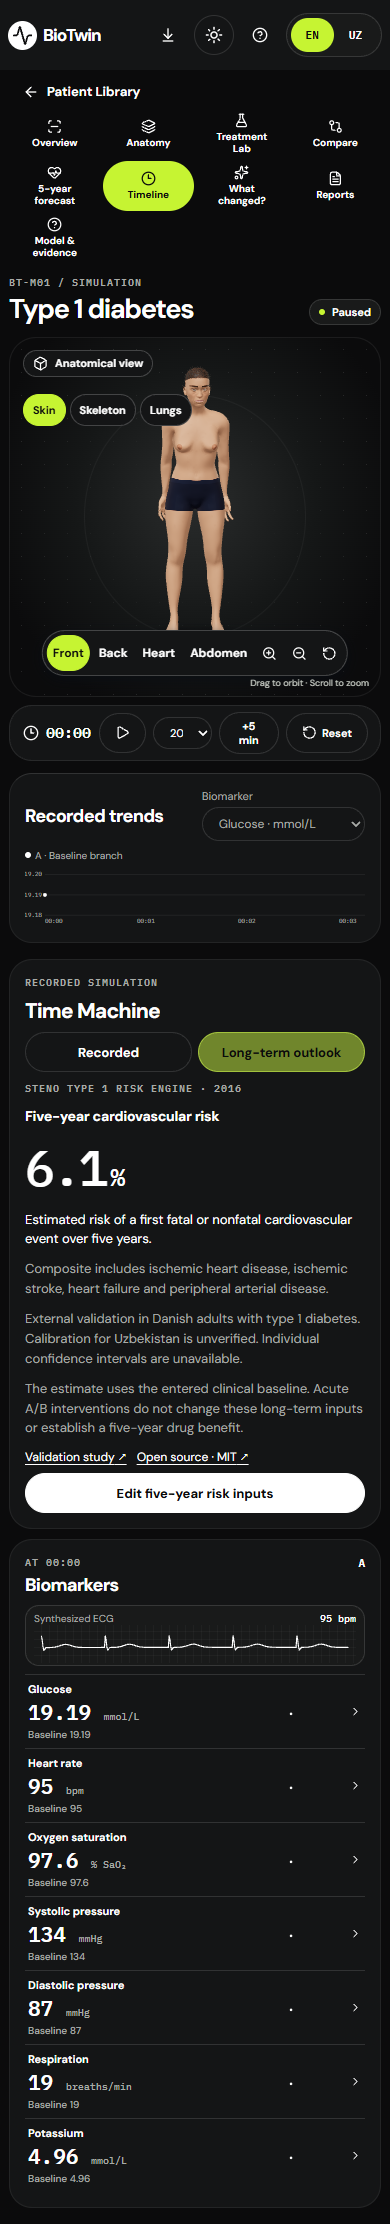 BioTwin
EN UZ
Patient Library
Overview
Anatomy
Treatment
Lab
Compare
5-year
forecast
Timeline
What
changed?
Reports
Model &
evidence
BT-M01 / SIMULATION
Type 1 diabetes
Paused
Anatomical view
Skin Skeleton Lungs
Front Back Heart Abdomen
Drag to orbit · Scroll to zoom
00:00
20
+5
min
Reset
Recorded trends
Biomarker
Glucose · mmol/L
A · Baseline branch
19.20
19.19
19.18
00:00 00:01 00:02 00:03
RECORDED SIMULATION
Time Machine
Recorded Long-term outlook
STENO TYPE 1 RISK ENGINE · 2016
Five-year cardiovascular risk
6.1%
Estimated risk of a first fatal or nonfatal cardiovascular
event over five years.
Composite includes ischemic heart disease, ischemic
stroke, heart failure and peripheral arterial disease.
External validation in Danish adults with type 1 diabetes.
Calibration for Uzbekistan is unverified. Individual
confidence intervals are unavailable.
The estimate uses the entered clinical baseline. Acute
A/B interventions do not change these long-term inputs
or establish a five-year drug benefit.
Validation study ↗ Open source · MIT ↗
Edit five-year risk inputs
AT 00:00 A
Biomarkers
Synthesized ECG 95 bpm
Glucose
19.19 mmol/L
Baseline 19.19
Heart rate
95 bpm
Baseline 95
Oxygen saturation
97.6 % SaO₂
Baseline 97.6
Systolic pressure
134 mmHg
Baseline 134
Diastolic pressure
87 mmHg
Baseline 87
Respiration
19 breaths/min
Baseline 19
Potassium
4.96 mmol/L
Baseline 4.96